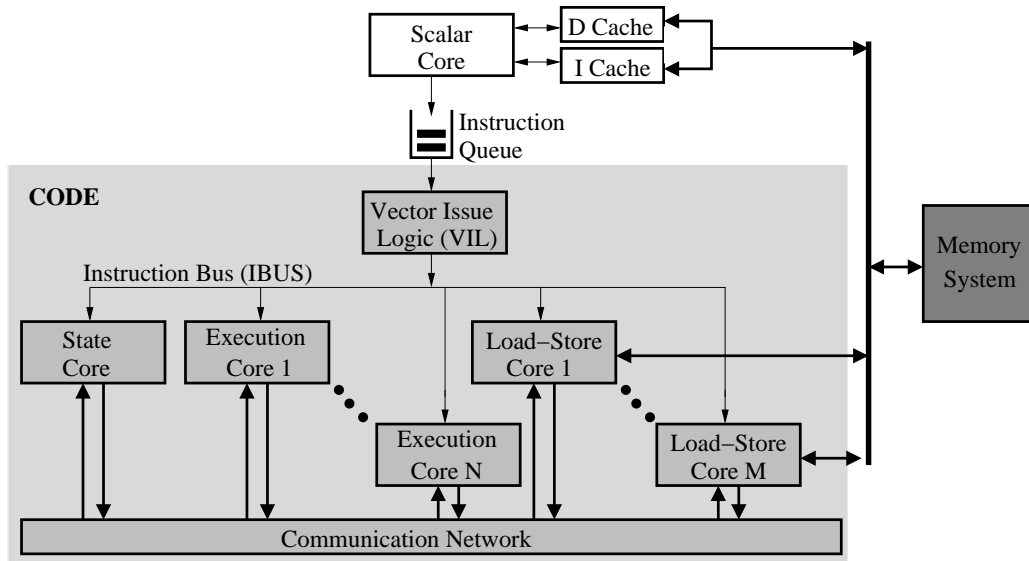 Scalar
Core
D Cache
I Cache
Instruction
Queue
CODE
Vector Issue
Logic (VIL)
Memory
System
Instruction Bus (IBUS)
State
Core
Execution
Core 1
Load−Store
Core 1
Execution
Core N
Load−Store
Core M
Communication Network